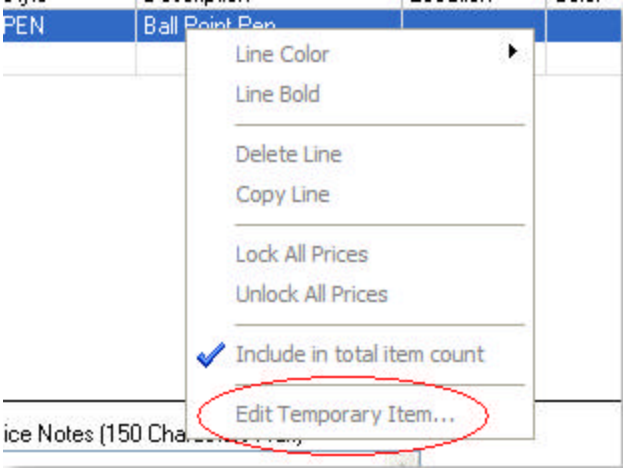 PEN Ball Point Pen
Line Color
Line Bold
Delete Line
Copy Line
Lock All Prices
Unlock All Prices
Include in total item count
Edit Temporary Item...
ice Notes (150 Cha